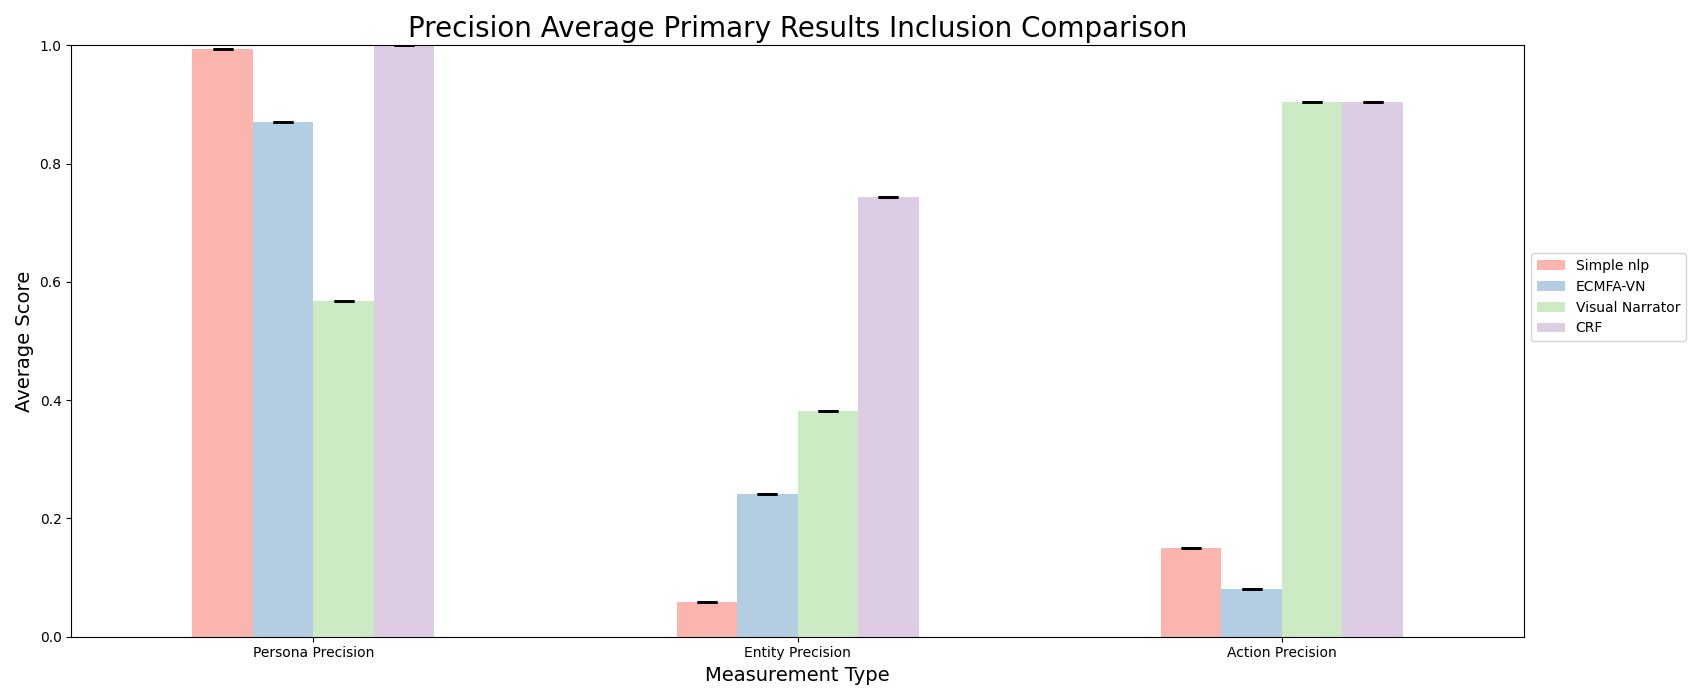 Precision Average Primary Results Inclusion Comparison
1.0
0.8
0.6
0.4
0.2
0.0
Average Score
Persona Precision
Entity Precision
Action Precision
Measurement Type
Simple nlp
ECMFA-VN
Visual Narrator
CRF